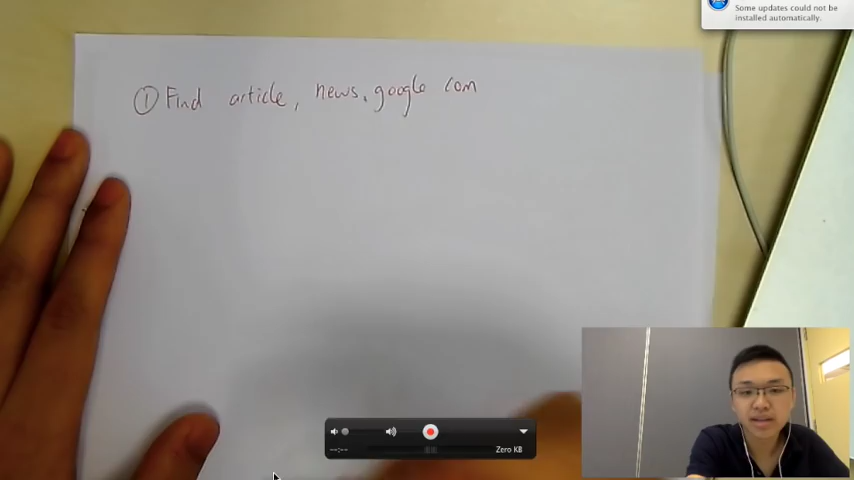 Some updates could not be
installed automatically.
① Find article, news.google com
--:--
Zero KB